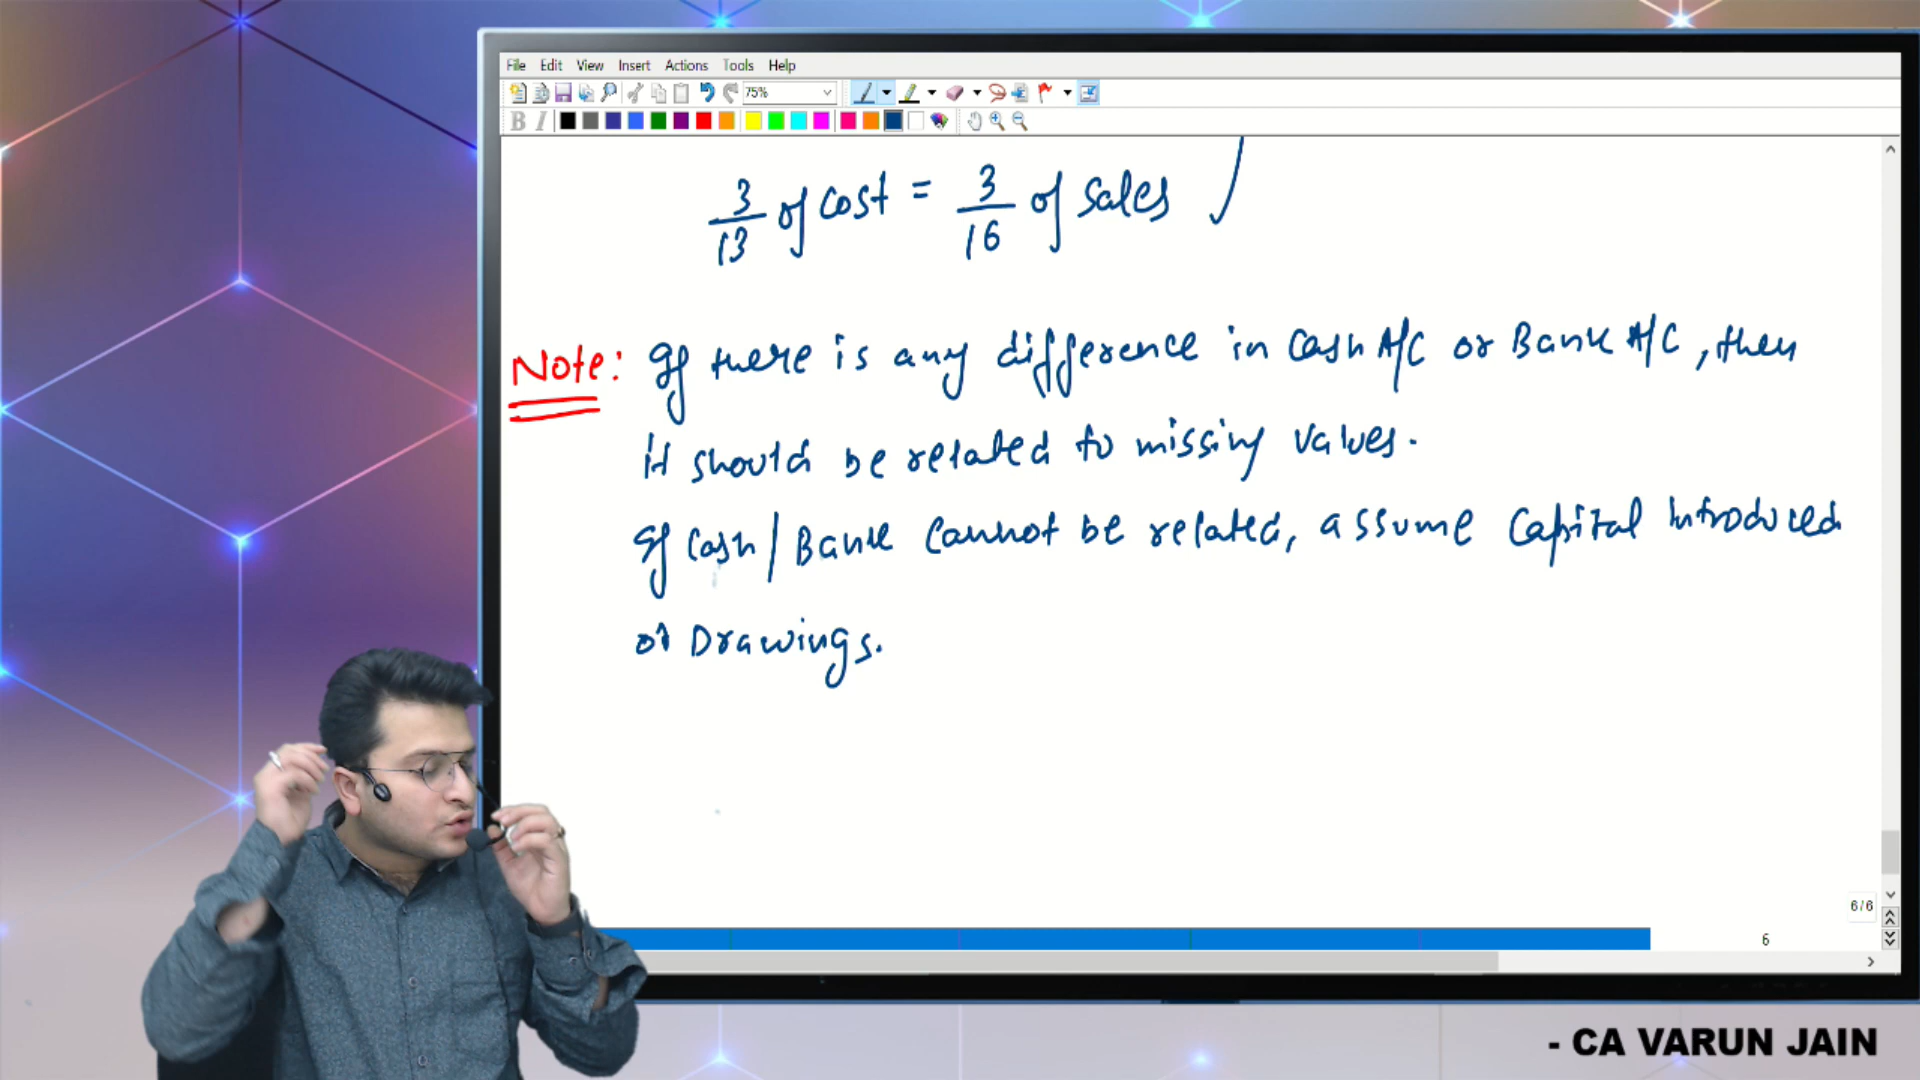 File Edit View Insert Actions Tools Help
75%
B I
3/13 of cost = 3/16 of sales
Note: If there is any difference in Cash A/C or Bank A/C, then
it should be related to missing values.
If Cash/Bank cannot be related, assume Capital Introduced
or Drawings.
6/6
6
- CA VARUN JAIN